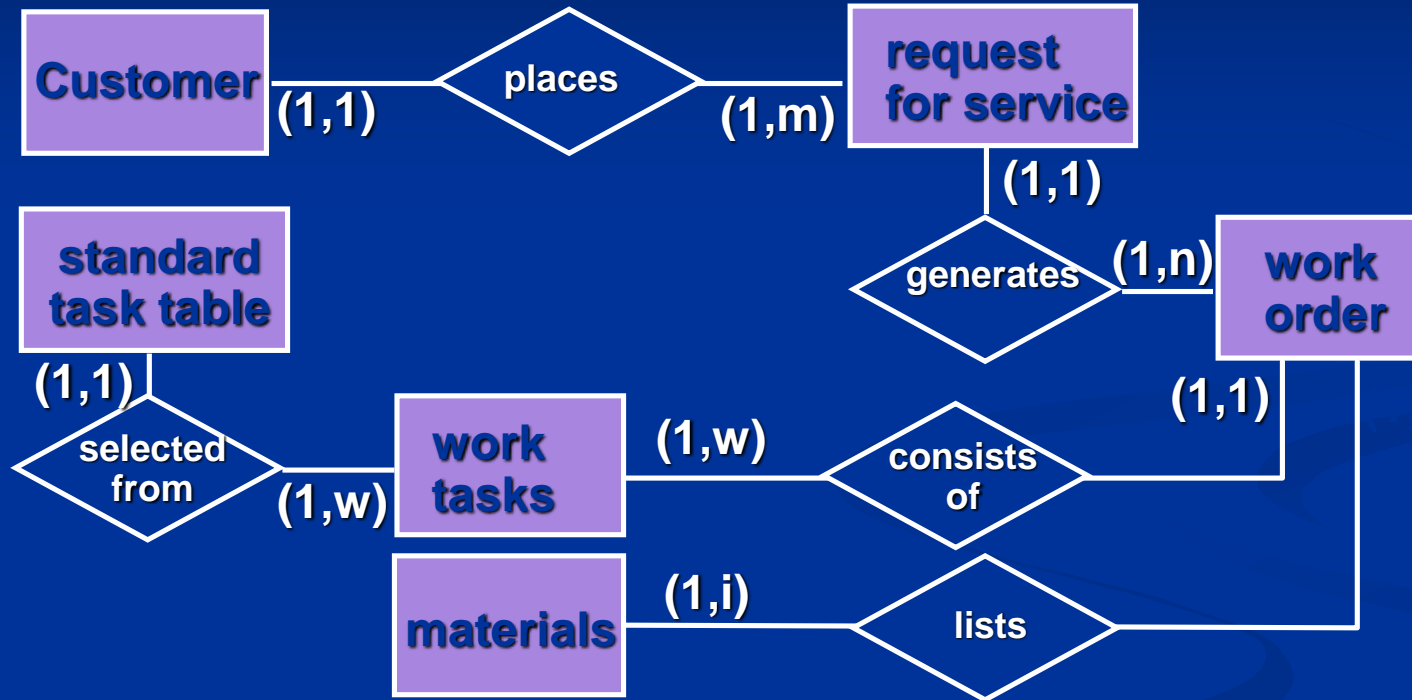 Customer
(1,1)
places
(1,m)
request
for service
(1,1)
standard
task table
(1,1)
generates
(1,n)
work
order
(1,1)
selected
from
(1,w)
work
tasks
(1,w)
consists
of
materials
(1,i)
lists